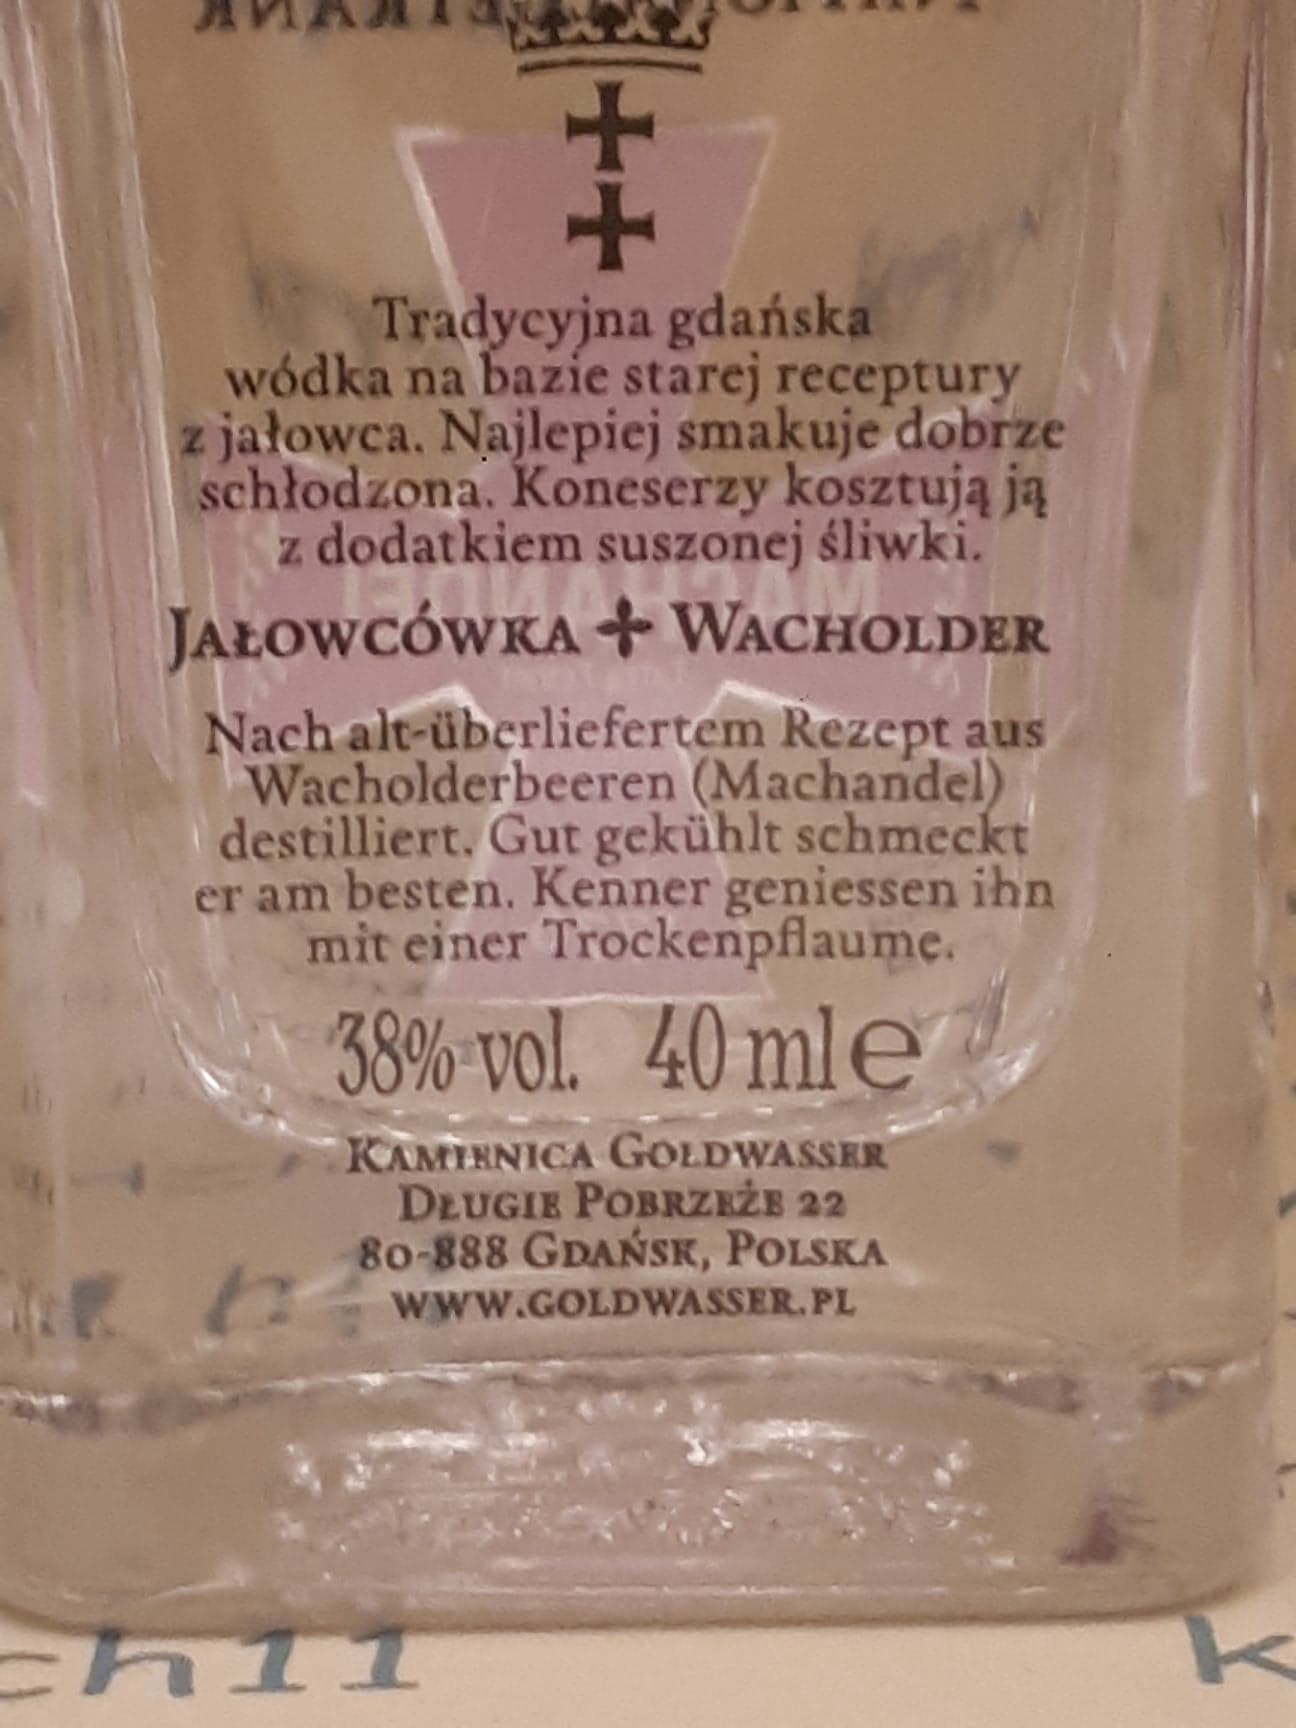 Tradycyjna gdańska
wódka na bazie starej receptury
z jałowca. Najlepiej smakuje dobrze
schłodzona. Koneserzy kosztują ją
z dodatkiem suszonej śliwki.
MACHANDEL
JAŁOWCÓWKA + WACHOLDER
Nach alt-überliefertem Rezept aus
Wacholderbeeren (Machandel)
destilliert. Gut gekühlt schmeckt
er am besten. Kenner geniessen ihn
mit einer Trockenpflaume.
38% vol. 40 ml e
KAMIENICA GOLDWASSER
DŁUGIE POBRZEŻE 22
80-888 GDAŃSK, POLSKA
WWW.GOLDWASSER.PL